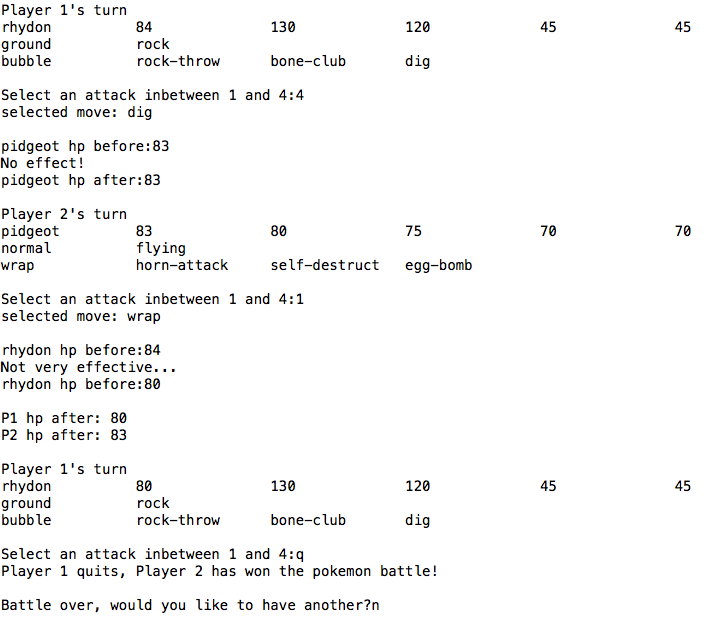 Player 1's turn
rhydon 84 130 120 45 45
ground rock
bubble rock-throw bone-club dig
Select an attack inbetween 1 and 4:4
selected move: dig
pidgeot hp before:83
No effect!
pidgeot hp after:83
Player 2's turn
pidgeot 83 80 75 70 70
normal flying
wrap horn-attack self-destruct egg-bomb
Select an attack inbetween 1 and 4:1
selected move: wrap
rhydon hp before:84
Not very effective...
rhydon hp before:80
P1 hp after: 80
P2 hp after: 83
Player 1's turn
rhydon 80 130 120 45 45
ground rock
bubble rock-throw bone-club dig
Select an attack inbetween 1 and 4:q
Player 1 quits, Player 2 has won the pokemon battle!
Battle over, would you like to have another?n